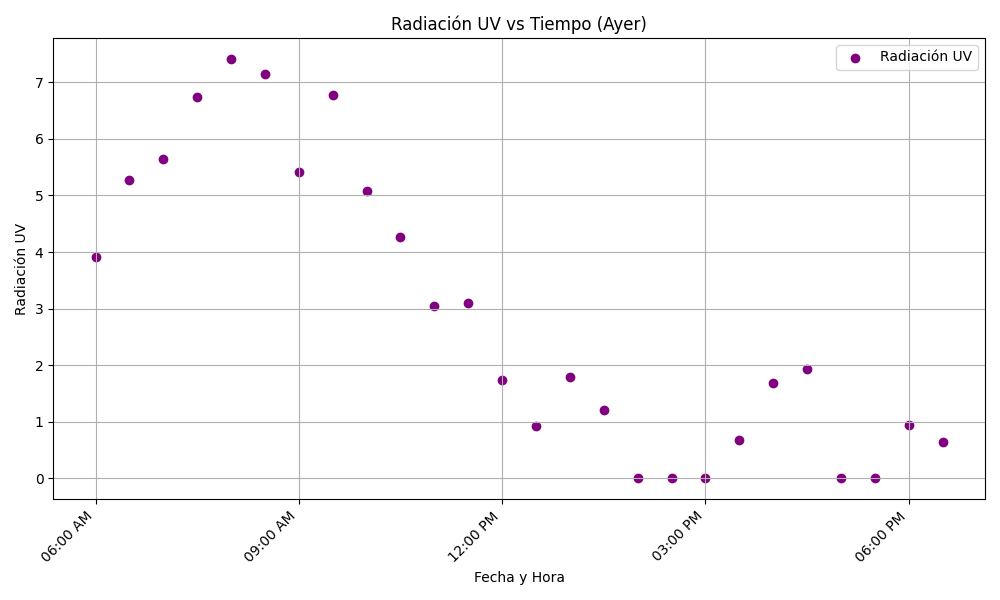 Radiación UV vs Tiempo (Ayer)
Radiación UV
Radiación UV
7
6
5
4
3
2
1
0
06:00 AM
09:00 AM
12:00 PM
03:00 PM
06:00 PM
Fecha y Hora